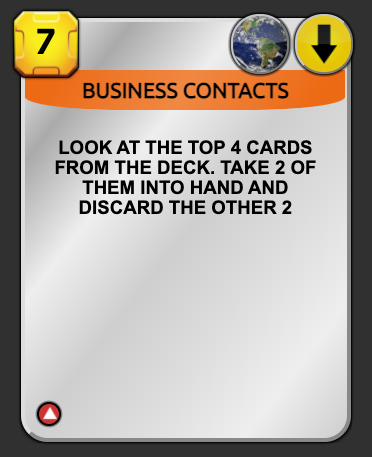 7
BUSINESS CONTACTS
LOOK AT THE TOP 4 CARDS
FROM THE DECK. TAKE 2 OF
THEM INTO HAND AND
DISCARD THE OTHER 2